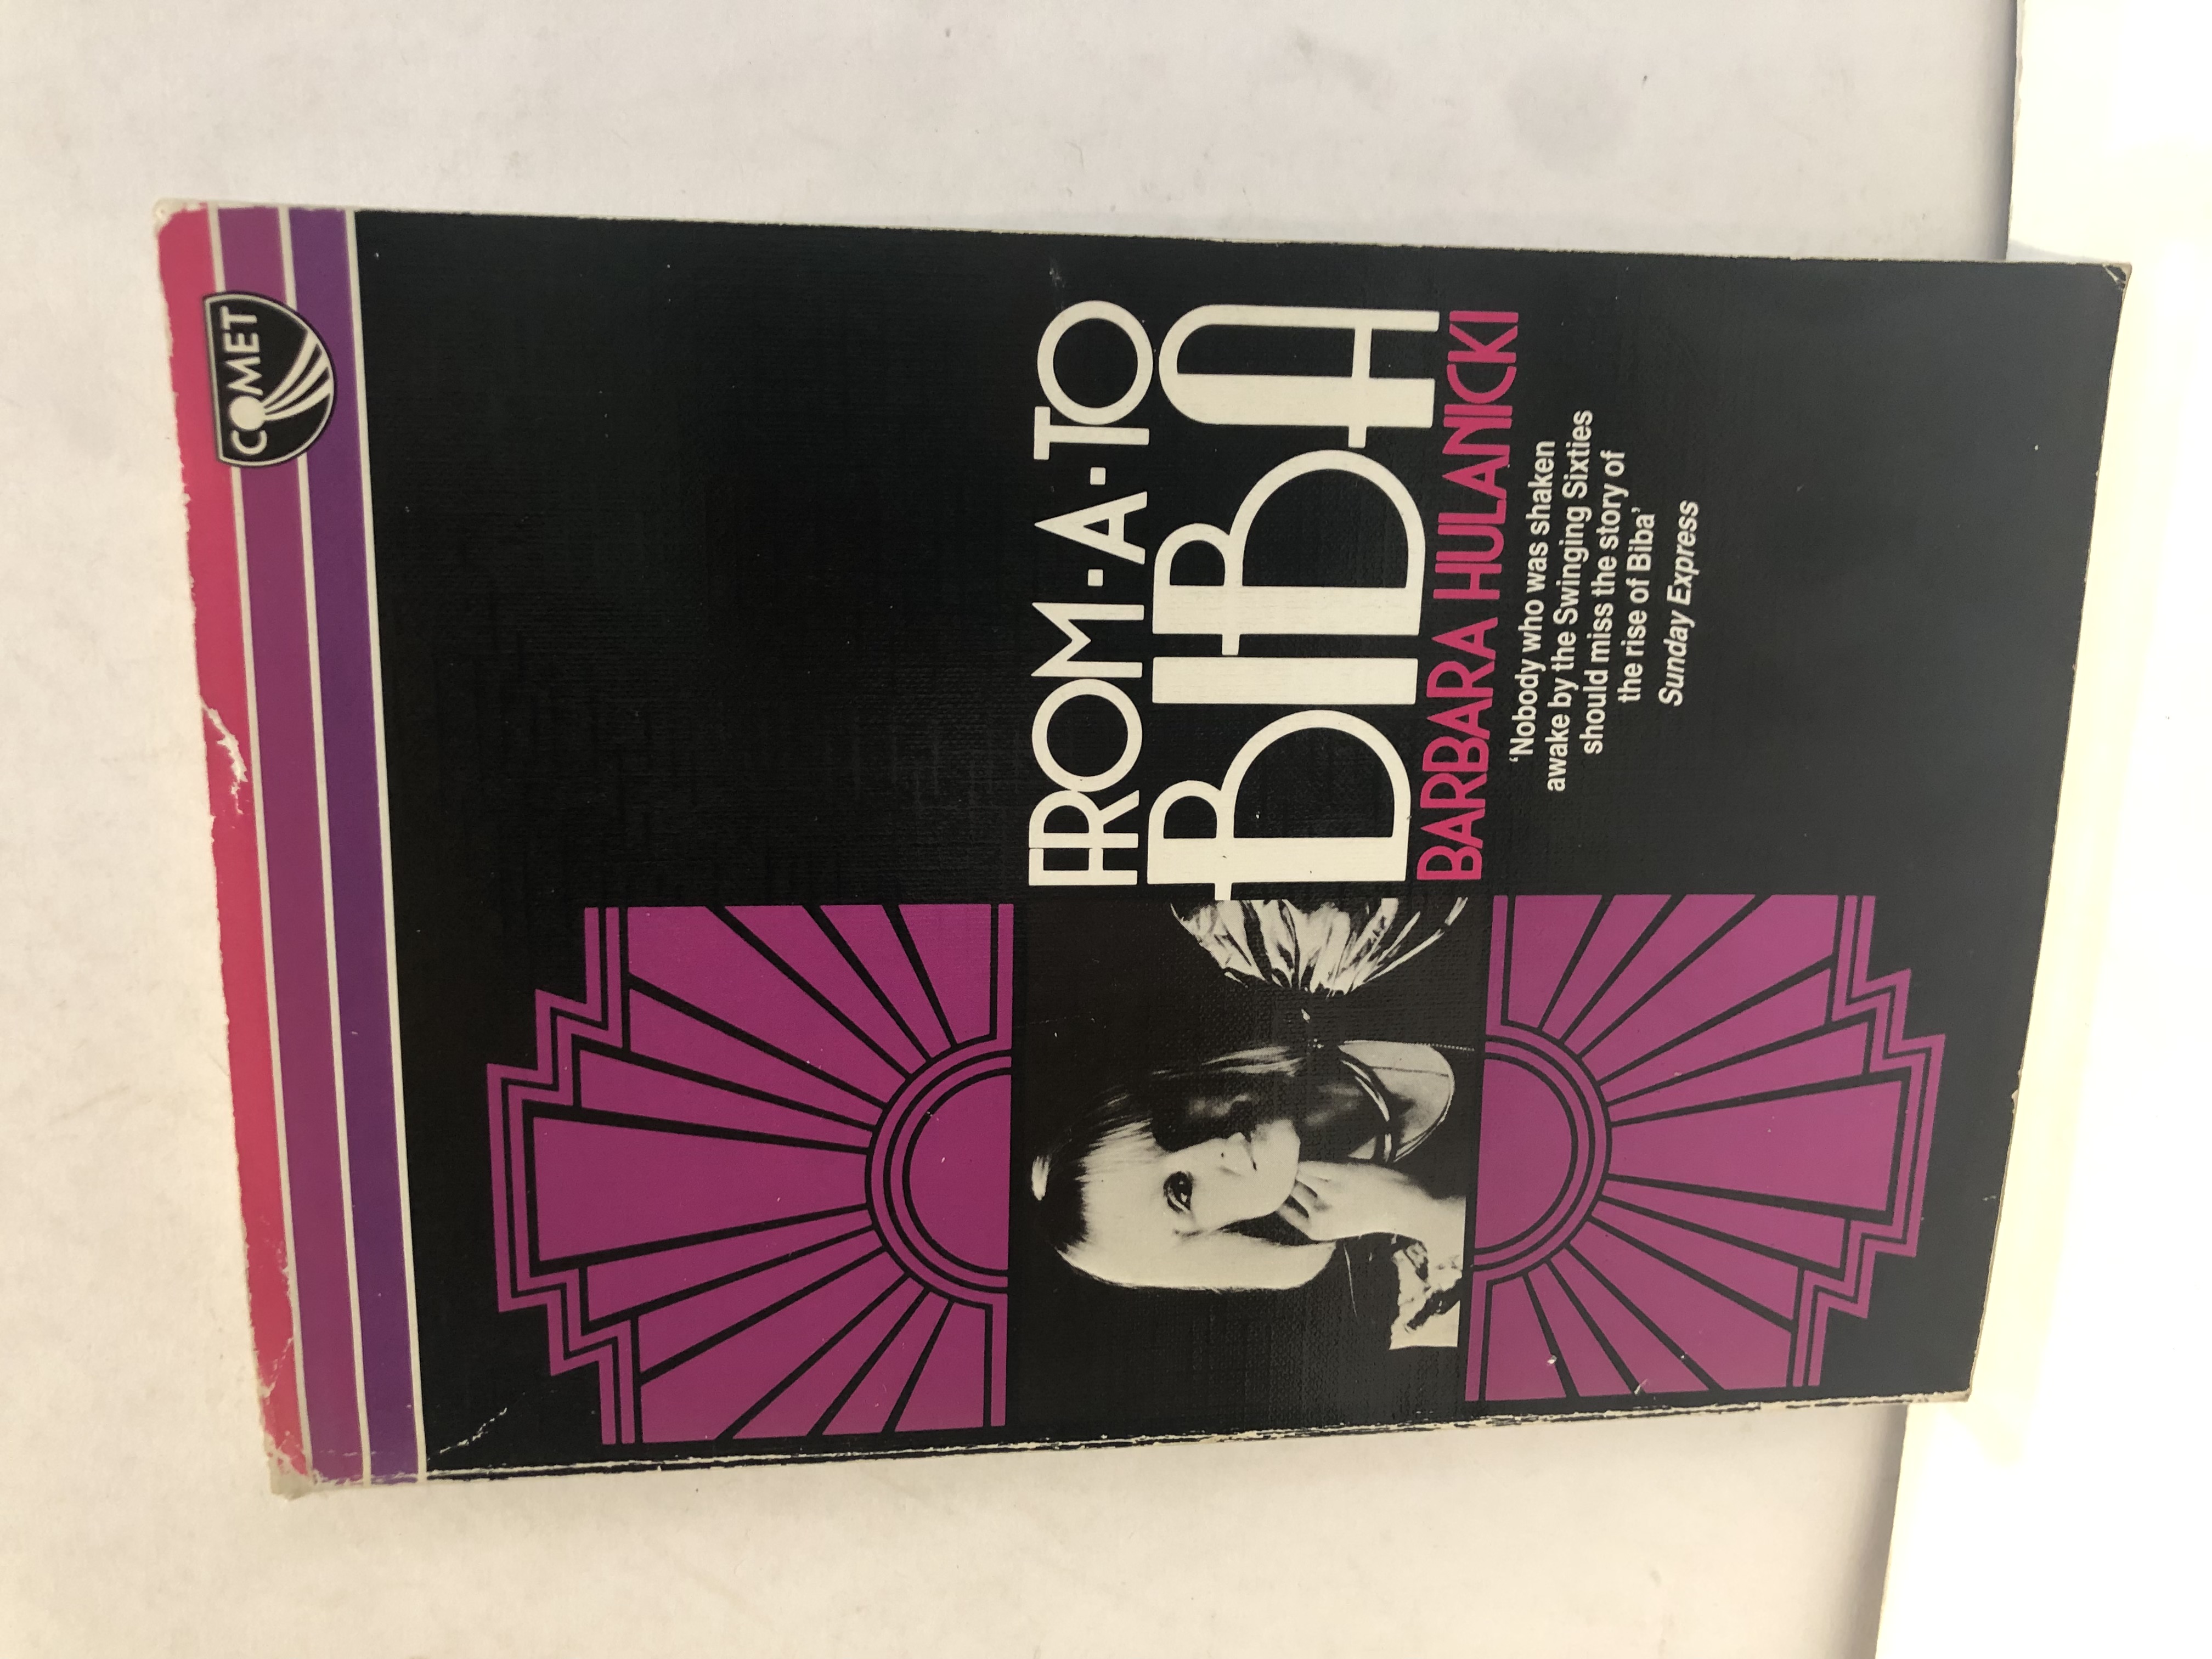 COMET
FROM·A·TO
BIBA
BARBARA HULANICKI
‘Nobody who was shaken
awake by the Swinging Sixties
should miss the story of
the rise of Biba’
Sunday Express